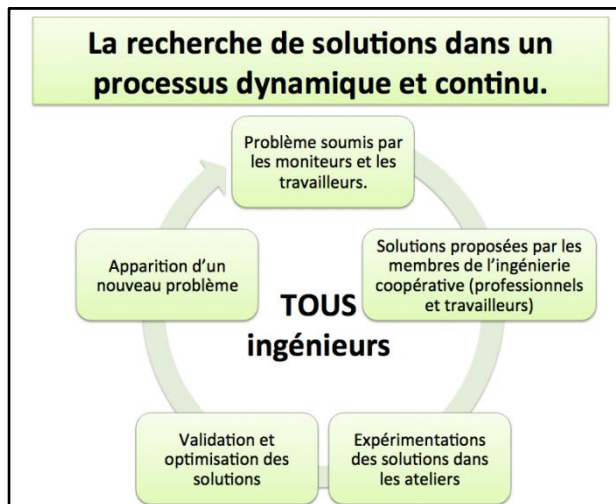 La recherche de solutions dans un
processus dynamique et continu.
Problème soumis par
les moniteurs et les
travailleurs.
Solutions proposées par les
membres de l'ingénierie
coopérative (professionnels
et travailleurs)
Expérimentations
des solutions dans
les ateliers
Validation et
optimisation des
solutions
Apparition d'un
nouveau problème
TOUS
ingénieurs